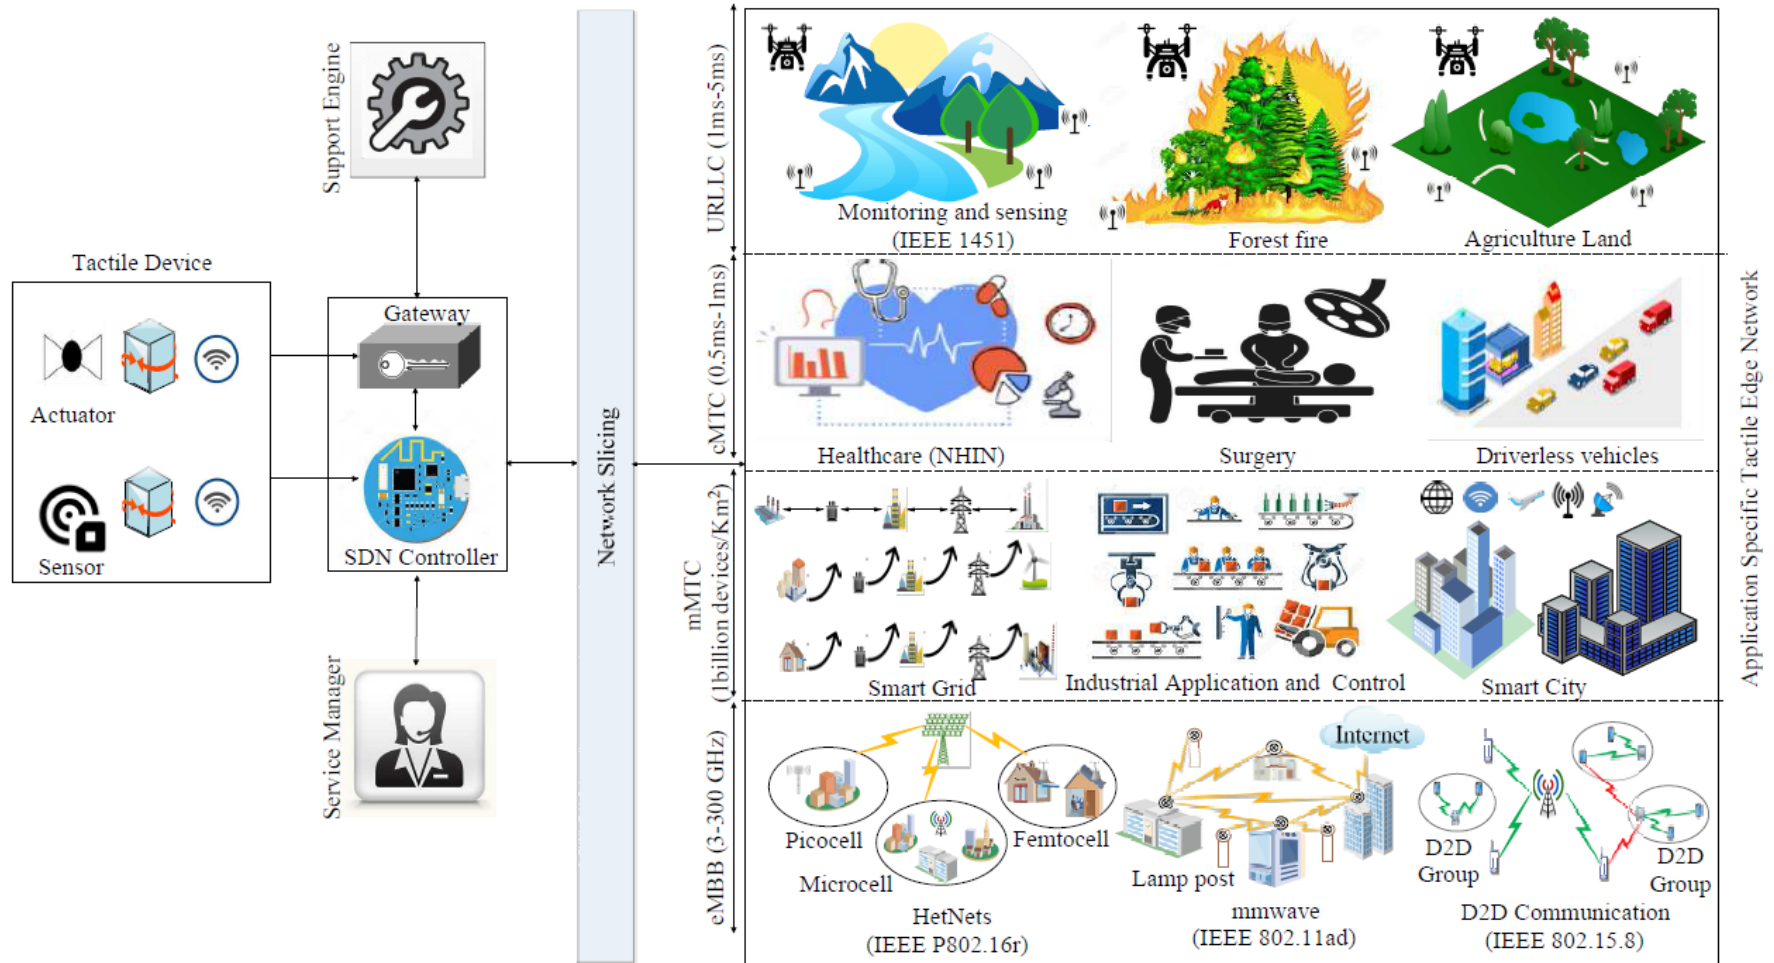 Support Engine
Tactile Device
Actuator
Sensor
Gateway
SDN Controller
Service Manager
Network Slicing
URLLC (1ms-5ms)
Monitoring and sensing
(IEEE 1451)
Forest fire
Agriculture Land
cMTC (0.5ms-1ms)
Healthcare (NHIN)
Surgery
Driverless vehicles
mMTC
(1billion devices/Km²)
Smart Grid
Industrial Application and Control
Smart City
eMBB (3-300 GHz)
Picocell
Femtocell
Microcell
HetNets
(IEEE P802.16r)
Internet
Lamp post
mmwave
(IEEE 802.11ad)
D2D
Group
D2D
Group
D2D Communication
(IEEE 802.15.8)
Application Specific Tactile Edge Network